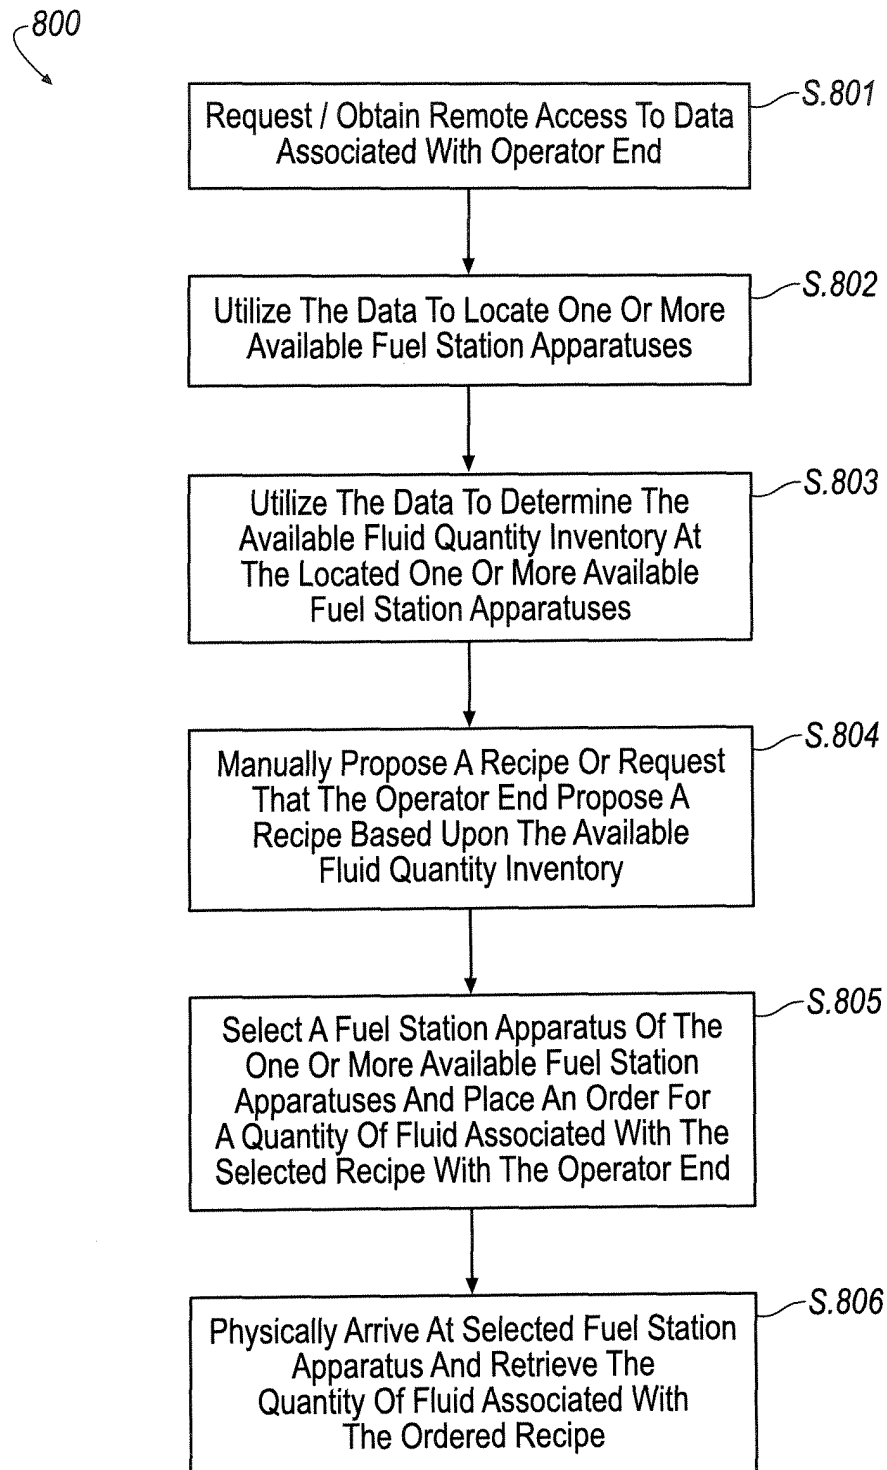 800
S.801
Request / Obtain Remote Access To Data
Associated With Operator End
S.802
Utilize The Data To Locate One Or More
Available Fuel Station Apparatuses
S.803
Utilize The Data To Determine The
Available Fluid Quantity Inventory At
The Located One Or More Available
Fuel Station Apparatuses
S.804
Manually Propose A Recipe Or Request
That The Operator End Propose A
Recipe Based Upon The Available
Fluid Quantity Inventory
S.805
Select A Fuel Station Apparatus Of The
One Or More Available Fuel Station
Apparatuses And Place An Order For
A Quantity Of Fluid Associated With The
Selected Recipe With The Operator End
S.806
Physically Arrive At Selected Fuel Station
Apparatus And Retrieve The
Quantity Of Fluid Associated With
The Ordered Recipe